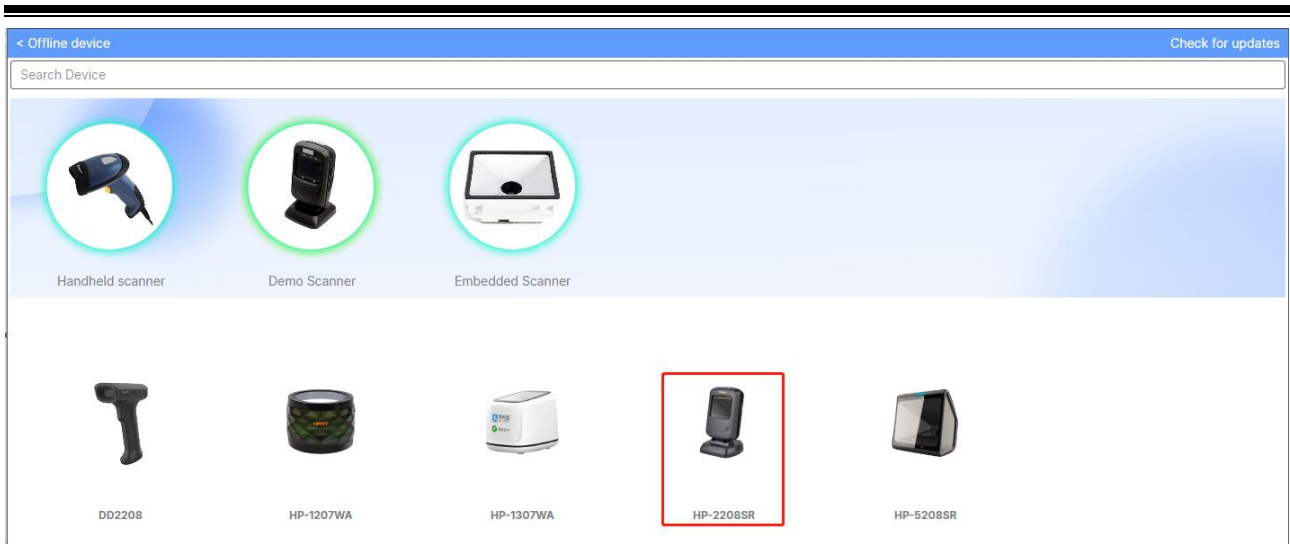 < Offline device
Check for updates
Search Device
Handheld scanner
Demo Scanner
Embedded Scanner
DD2208
HP-1207WA
HP-1307WA
HP-2208SR
HP-5208SR